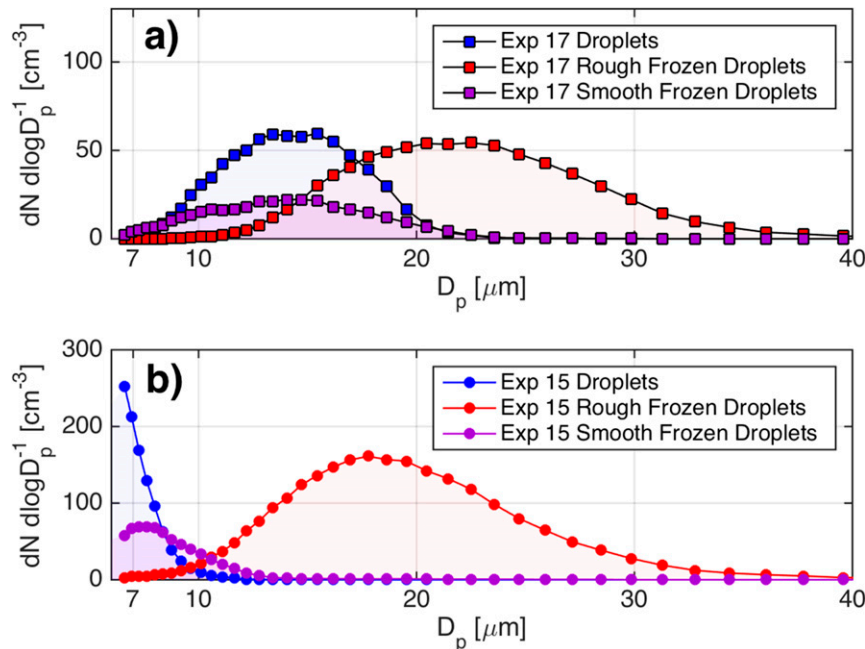 a)
Exp 17 Droplets
Exp 17 Rough Frozen Droplets
Exp 17 Smooth Frozen Droplets
dN dlogD_p^-1 [cm^-3]
100
50
0
7 10 20 30 40
D_p [μm]
b)
Exp 15 Droplets
Exp 15 Rough Frozen Droplets
Exp 15 Smooth Frozen Droplets
dN dlogD_p^-1 [cm^-3]
300
200
100
0
7 10 20 30 40
D_p [μm]